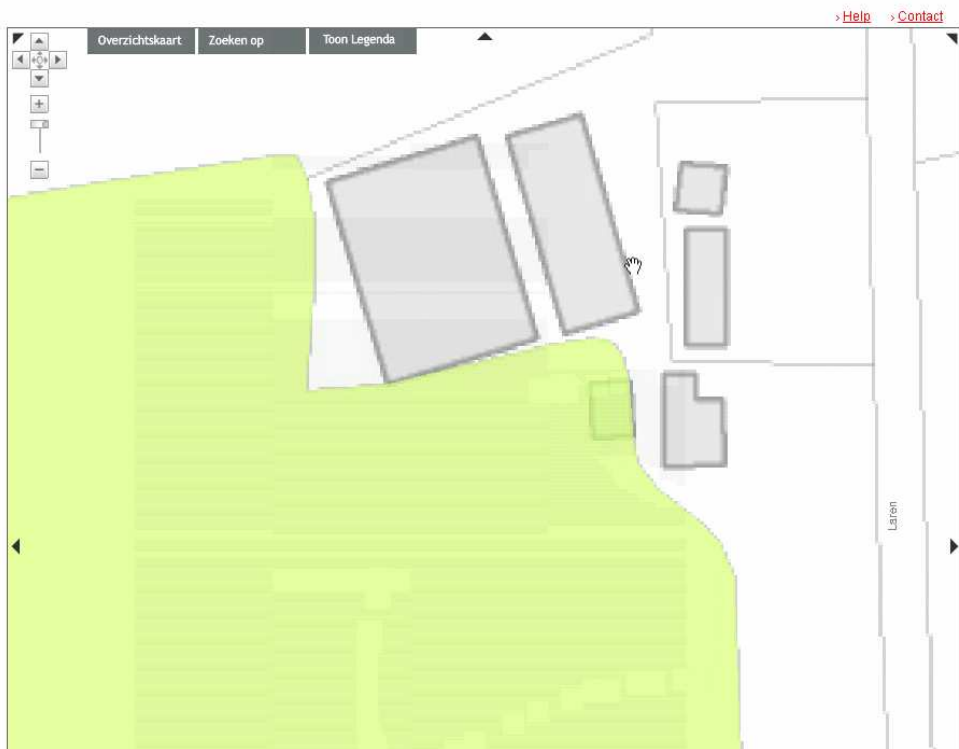 › Help › Contact
Overzichtskaart Zoeken op Toon Legenda
Laren